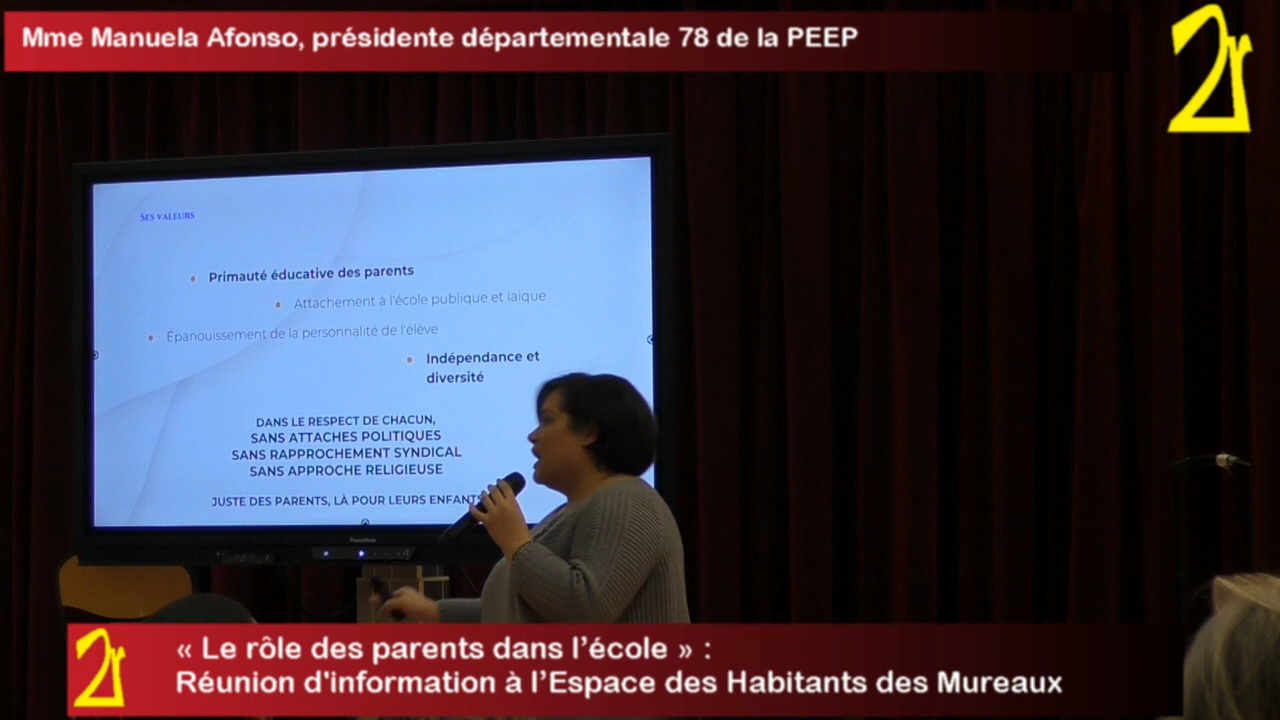 Mme Manuela Afonso, présidente départementale 78 de la PEEP
2r
SES VALEURS
Primauté éducative des parents
Attachement à l'école publique et laïque
Épanouissement de la personnalité de l'élève
Indépendance et
diversité
DANS LE RESPECT DE CHACUN,
SANS ATTACHES POLITIQUES
SANS RAPPROCHEMENT SYNDICAL
SANS APPROCHE RELIGIEUSE
JUSTE DES PARENTS, LÀ POUR LEURS ENFANTS
2r
« Le rôle des parents dans l'école » :
Réunion d'information à l'Espace des Habitants des Mureaux